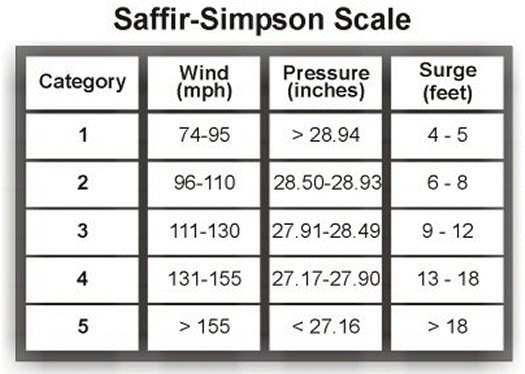 Saffir-Simpson Scale
Category Wind (mph) Pressure (inches) Surge (feet)
1 74-95 > 28.94 4 - 5
2 96-110 28.50-28.93 6 - 8
3 111-130 27.91-28.49 9 - 12
4 131-155 27.17-27.90 13 - 18
5 > 155 < 27.16 > 18